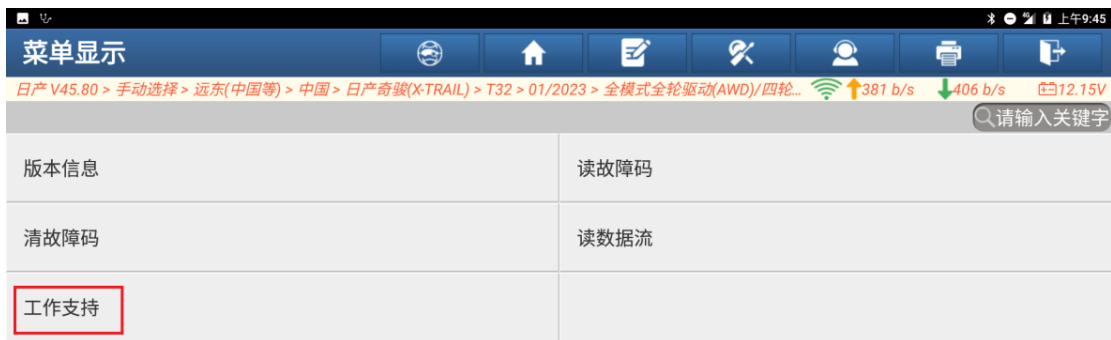 上午9:45
菜单显示
日产 V45.80 > 手动选择 > 远东(中国等) > 中国 > 日产奇骏(X-TRAIL) > T32 > 01/2023 > 全模式全轮驱动(AWD)/四轮... 381 b/s 406 b/s 12.15V
请输入关键字
版本信息 读故障码
清故障码 读数据流
工作支持